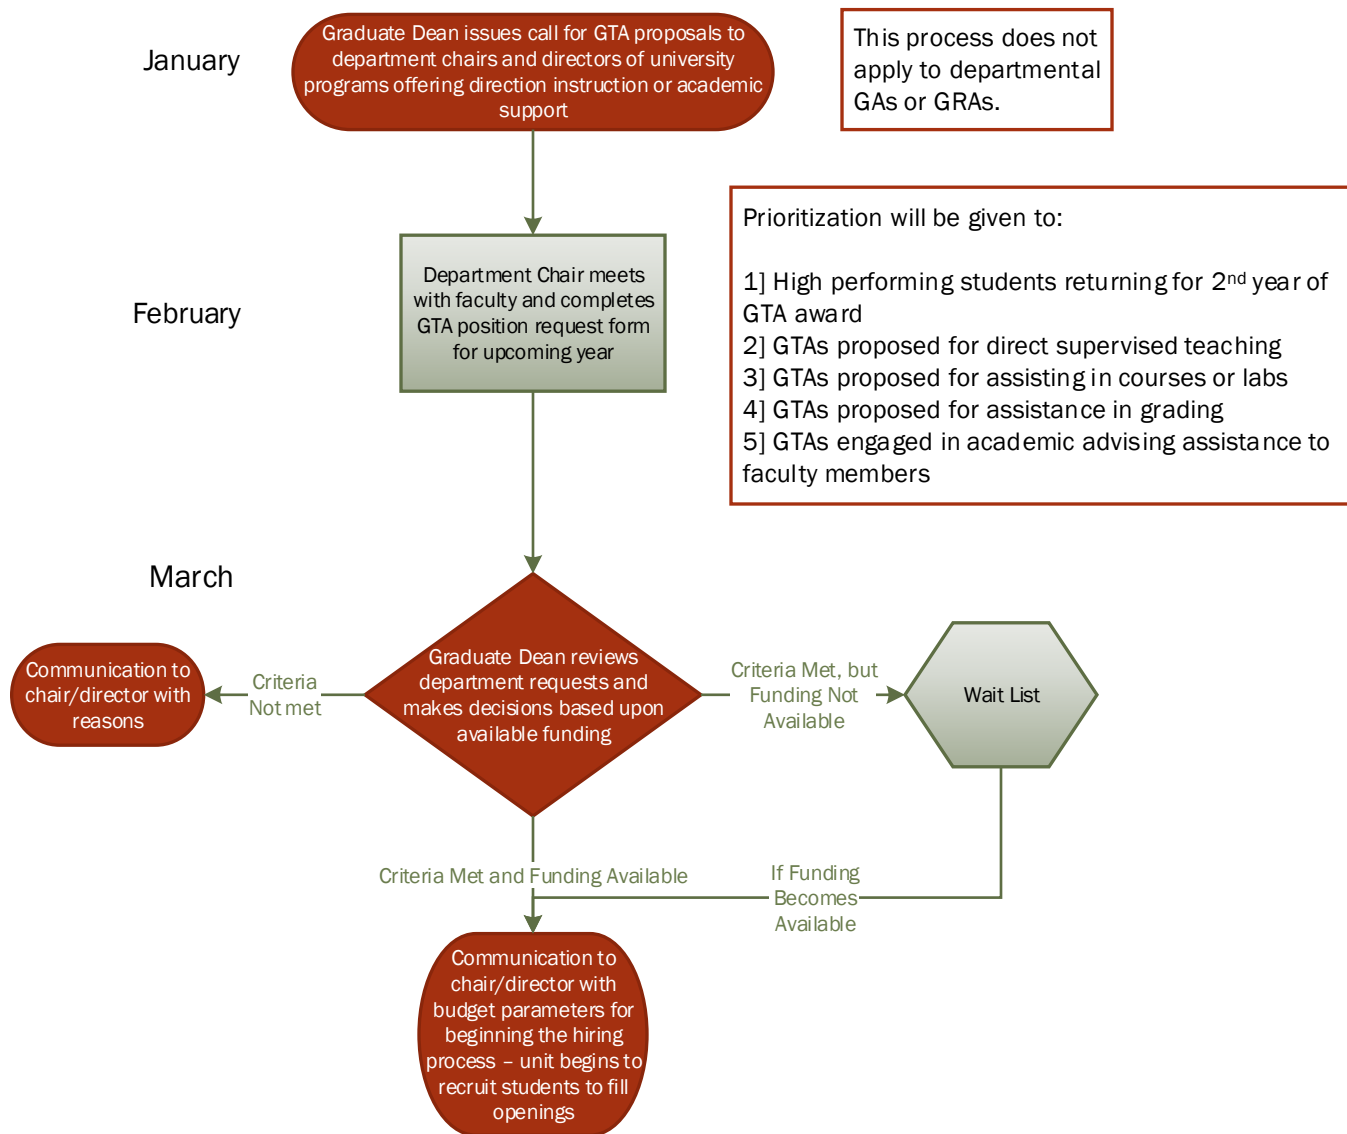 January
Graduate Dean issues call for GTA proposals to
department chairs and directors of university
programs offering direction instruction or academic
support
This process does not
apply to departmental
GAs or GRAs.
February
Department Chair meets
with faculty and completes
GTA position request form
for upcoming year
Prioritization will be given to:
1] High performing students returning for 2nd year of
GTA award
2] GTAs proposed for direct supervised teaching
3] GTAs proposed for assisting in courses or labs
4] GTAs proposed for assistance in grading
5] GTAs engaged in academic advising assistance to
faculty members
March
Communication to
chair/director with
reasons
Criteria
Not met
Graduate Dean reviews
department requests and
makes decisions based upon
available funding
Criteria Met, but
Funding Not
Available
Wait List
Criteria Met and Funding Available
If Funding
Becomes
Available
Communication to
chair/director with
budget parameters for
beginning the hiring
process – unit begins to
recruit students to fill
openings